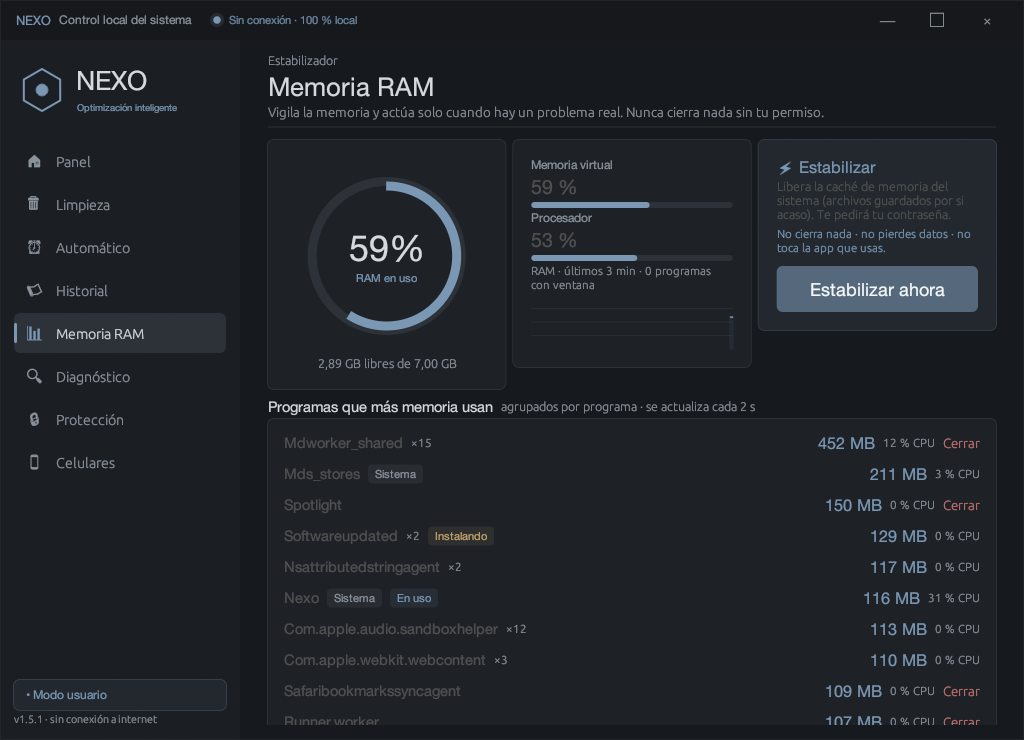 NEXO Control local del sistema • Sin conexión · 100 % local
NEXO
Optimización inteligente
Panel
Limpieza
Automático
Historial
Memoria RAM
Diagnóstico
Protección
Celulares
• Modo usuario
v1.5.1 · sin conexión a internet
Estabilizador
Memoria RAM
Vigila la memoria y actúa solo cuando hay un problema real. Nunca cierra nada sin tu permiso.
59%
RAM en uso
2,89 GB libres de 7,00 GB
Memoria virtual
59 %
Procesador
53 %
RAM · últimos 3 min · 0 programas
con ventana
⚡ Estabilizar
Libera la caché de memoria del
sistema (archivos guardados por si
acaso). Te pedirá tu contraseña.
No cierra nada · no pierdes datos · no
toca la app que usas.
Estabilizar ahora
Programas que más memoria usan agrupados por programa · se actualiza cada 2 s
Mdworker_shared ×15 452 MB 12 % CPU Cerrar
Mds_stores Sistema 211 MB 3 % CPU
Spotlight 150 MB 0 % CPU Cerrar
Softwareupdated ×2 Instalando 129 MB 0 % CPU
Nsattributedstringagent ×2 117 MB 0 % CPU
Nexo Sistema En uso 116 MB 31 % CPU
Com.apple.audio.sandboxhelper ×12 113 MB 0 % CPU
Com.apple.webkit.webcontent ×3 110 MB 0 % CPU
Safaribookmarkssyncagent 109 MB 0 % CPU Cerrar
Runner.worker 107 MB 0 % CPU Cerrar